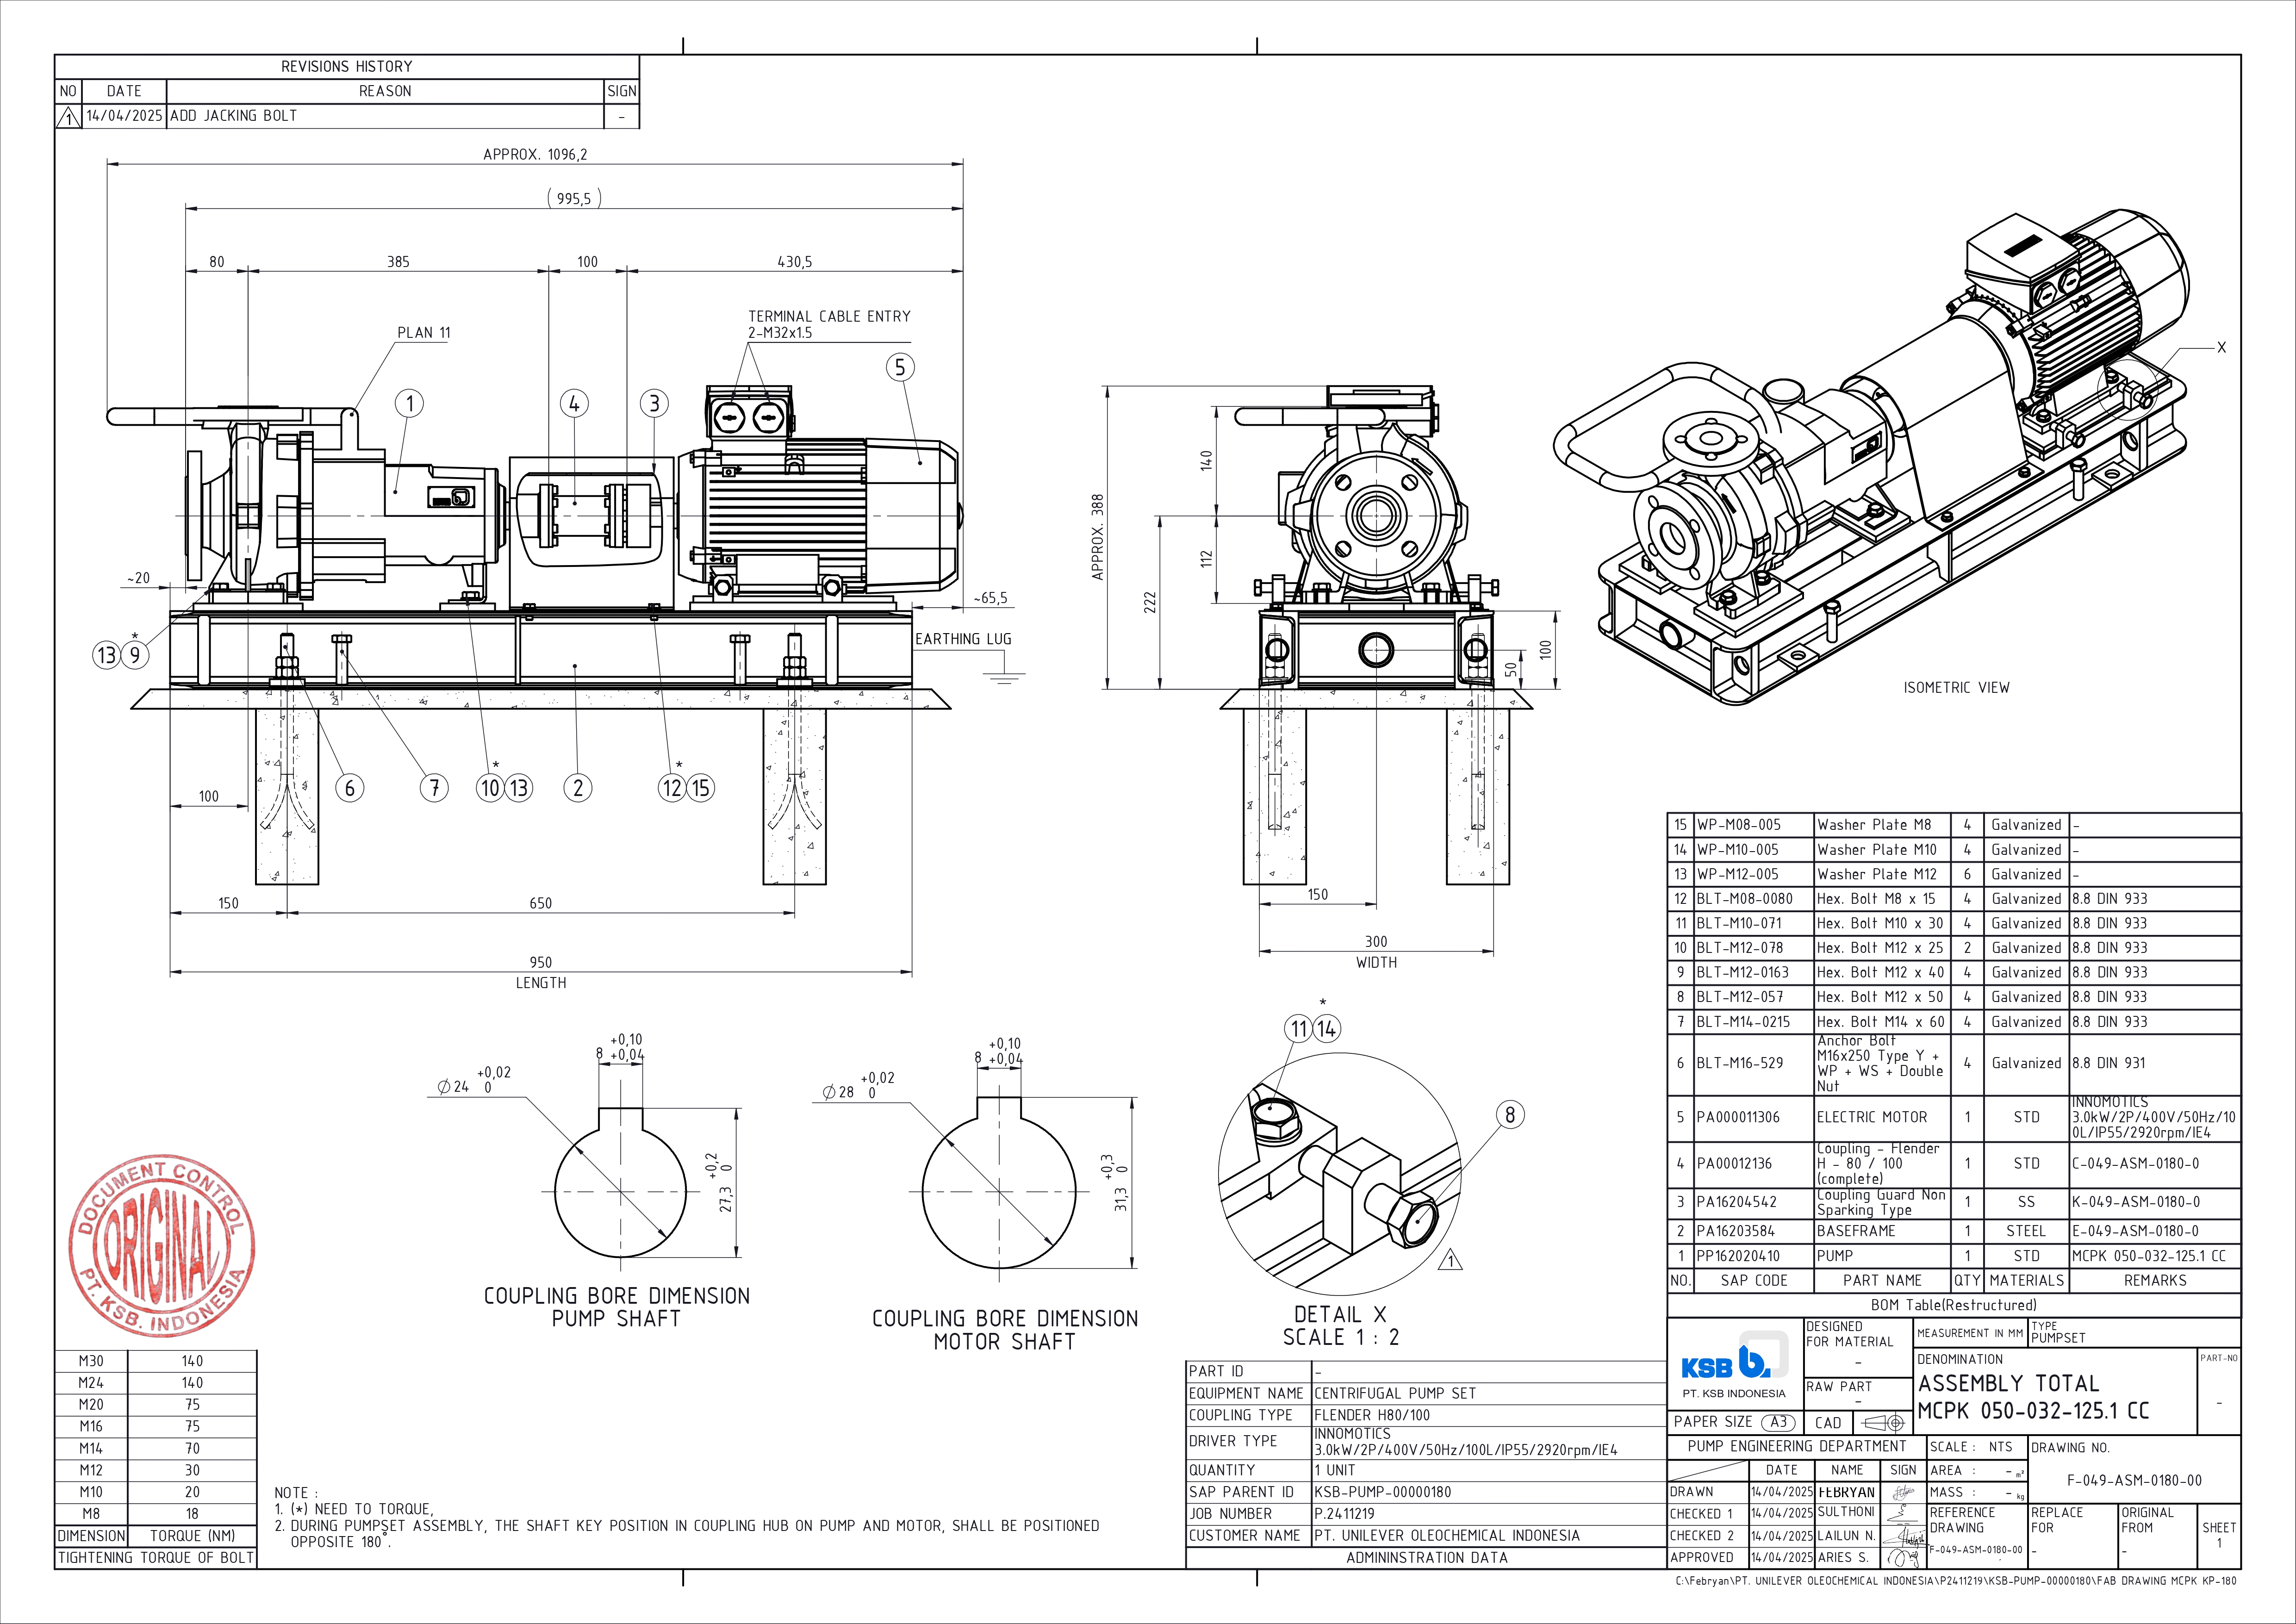 REVISIONS HISTORY
NO DATE REASON SIGN
1 14/04/2025 ADD JACKING BOLT -
APPROX. 1096,2
( 995,5 )
80 385 100 430,5
PLAN 11
TERMINAL CABLE ENTRY
2-M32x1.5
1 4 3 5
~20
~65,5
EARTHING LUG
*
13 9
6 7
*
10 13
2
*
12 15
100
150 650
950
LENGTH
APPROX. 388
140
112
222
50
100
150
300
WIDTH
X
ISOMETRIC VIEW
+0,10
8 +0,04
+0,02
Ø24 0
+0,2
27,3 0
COUPLING BORE DIMENSION
PUMP SHAFT
+0,10
8 +0,04
+0,02
Ø28 0
+0,3
31,3 0
COUPLING BORE DIMENSION
MOTOR SHAFT
*
11 14
8
1
DETAIL X
SCALE 1 : 2
DOCUMENT CONTROL
ORIGINAL
PT. KSB. INDONESIA
M30 140
M24 140
M20 75
M16 75
M14 70
M12 30
M10 20
M8 18
DIMENSION TORQUE (NM)
TIGHTENING TORQUE OF BOLT
NOTE :
1. (*) NEED TO TORQUE,
2. DURING PUMPSET ASSEMBLY, THE SHAFT KEY POSITION IN COUPLING HUB ON PUMP AND MOTOR, SHALL BE POSITIONED
OPPOSITE 180°.
15 WP-M08-005 Washer Plate M8 4 Galvanized -
14 WP-M10-005 Washer Plate M10 4 Galvanized -
13 WP-M12-005 Washer Plate M12 6 Galvanized -
12 BLT-M08-0080 Hex. Bolt M8 x 15 4 Galvanized 8.8 DIN 933
11 BLT-M10-071 Hex. Bolt M10 x 30 4 Galvanized 8.8 DIN 933
10 BLT-M12-078 Hex. Bolt M12 x 25 2 Galvanized 8.8 DIN 933
9 BLT-M12-0163 Hex. Bolt M12 x 40 4 Galvanized 8.8 DIN 933
8 BLT-M12-057 Hex. Bolt M12 x 50 4 Galvanized 8.8 DIN 933
7 BLT-M14-0215 Hex. Bolt M14 x 60 4 Galvanized 8.8 DIN 933
6 BLT-M16-529 Anchor Bolt
M16x250 Type Y +
WP + WS + Double
Nut 4 Galvanized 8.8 DIN 931
5 PA000011306 ELECTRIC MOTOR 1 STD INNOMOTICS
3.0kW/2P/400V/50Hz/10
0L/IP55/2920rpm/IE4
4 PA00012136 Coupling - Flender
H - 80 / 100
(complete) 1 STD C-049-ASM-0180-0
3 PA16204542 Coupling Guard Non
Sparking Type 1 SS K-049-ASM-0180-0
2 PA16203584 BASEFRAME 1 STEEL E-049-ASM-0180-0
1 PP162020410 PUMP 1 STD MCPK 050-032-125.1 CC
NO. SAP CODE PART NAME QTY MATERIALS REMARKS
BOM Table(Restructured)
PART ID -
EQUIPMENT NAME CENTRIFUGAL PUMP SET
COUPLING TYPE FLENDER H80/100
DRIVER TYPE INNOMOTICS
3.0kW/2P/400V/50Hz/100L/IP55/2920rpm/IE4
QUANTITY 1 UNIT
SAP PARENT ID KSB-PUMP-00000180
JOB NUMBER P.2411219
CUSTOMER NAME PT. UNILEVER OLEOCHEMICAL INDONESIA
ADMININSTRATION DATA
KSB b.
PT. KSB INDONESIA
DESIGNED
FOR MATERIAL
-
RAW PART
-
MEASUREMENT IN MM
TYPE
PUMPSET
DENOMINATION
ASSEMBLY TOTAL
MCPK 050-032-125.1 CC
PART-NO
-
PAPER SIZE A3 CAD
PUMP ENGINEERING DEPARTMENT
SCALE : NTS
DRAWING NO.
F-049-ASM-0180-00
DATE NAME SIGN
AREA : - m²
MASS : - kg
DRAWN 14/04/2025 FEBRYAN
CHECKED 1 14/04/2025 SULTHONI
CHECKED 2 14/04/2025 LAILUN N.
APPROVED 14/04/2025 ARIES S.
REFERENCE
DRAWING
F-049-ASM-0180-00
REPLACE
FOR
-
ORIGINAL
FROM
-
SHEET
1
C:\Febryan\PT. UNILEVER OLEOCHEMICAL INDONESIA\P2411219\KSB-PUMP-00000180\FAB DRAWING MCPK KP-180